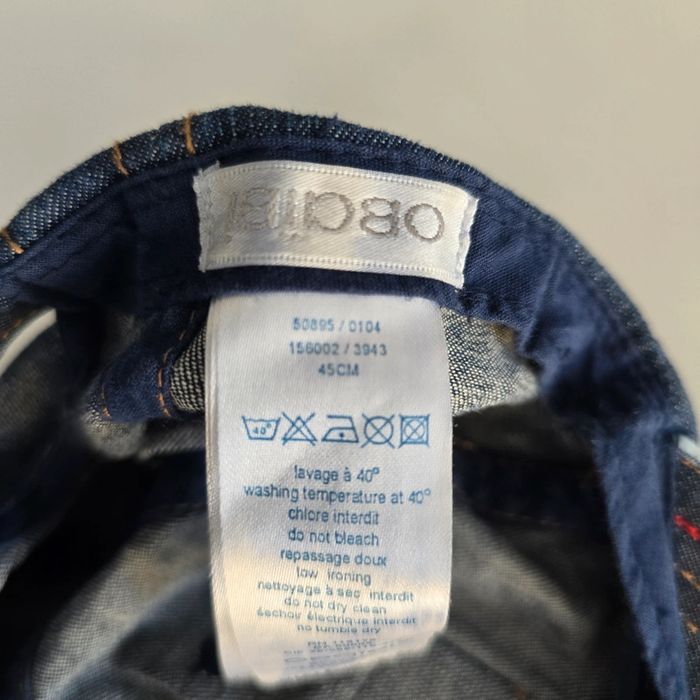 OBAIBI
50895 / 0104
156002 / 3943
45CM
40°
lavage à 40°
washing temperature at 40°
chlore interdit
do not bleach
repassage doux
low ironing
nettoyage à sec interdit
do not dry clean
séchoir électrique interdit
no tumble dry